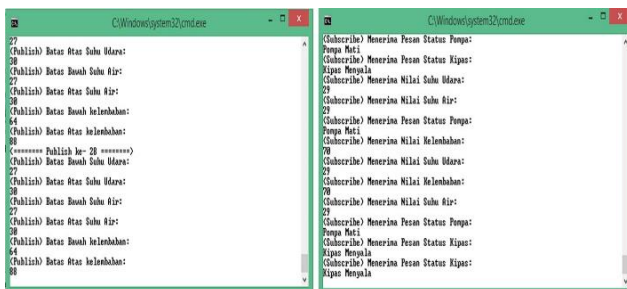 C:\Windows\system32\cmd.exe
27
(Publish) Batas Atas Suhu Udara:
30
(Publish) Batas Bawah Suhu Air:
27
(Publish) Batas Atas Suhu Air:
30
(Publish) Batas Bawah kelembaban:
64
(Publish) Batas Atas kelembaban:
88
(======== Publish ke- 28 ========)
(Publish) Batas Bawah Suhu Udara:
27
(Publish) Batas Atas Suhu Udara:
30
(Publish) Batas Bawah Suhu Air:
27
(Publish) Batas Atas Suhu Air:
30
(Publish) Batas Bawah kelembaban:
64
(Publish) Batas Atas kelembaban:
88
C:\Windows\system32\cmd.exe
(Subscribe) Menerima Pesan Status Pompa:
Pompa Mati
(Subscribe) Menerima Pesan Status Kipas:
Kipas Menyala
(Subscribe) Menerima Nilai Suhu Udara:
29
(Subscribe) Menerima Nilai Suhu Air:
29
(Subscribe) Menerima Pesan Status Pompa:
Pompa Mati
(Subscribe) Menerima Nilai Kelembaban:
70
(Subscribe) Menerima Nilai Suhu Udara:
29
(Subscribe) Menerima Nilai Kelembaban:
70
(Subscribe) Menerima Nilai Suhu Air:
29
(Subscribe) Menerima Pesan Status Pompa:
Pompa Mati
(Subscribe) Menerima Pesan Status Kipas:
Kipas Menyala
(Subscribe) Menerima Pesan Status Kipas:
Kipas Menyala